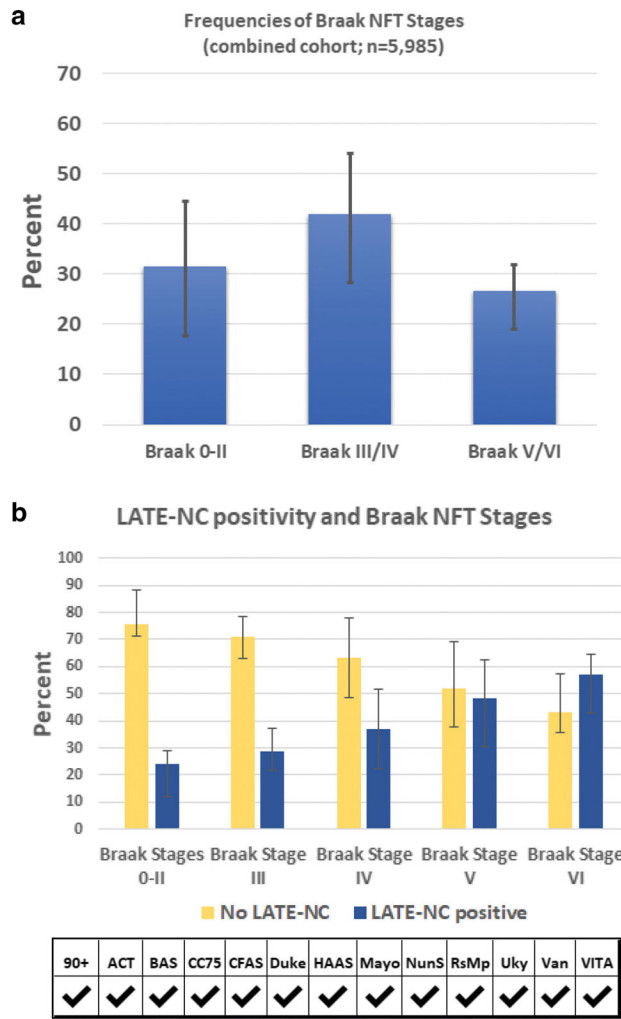 a
Frequencies of Braak NFT Stages
(combined cohort; n=5,985)
Percent
70
60
50
40
30
20
10
0
Braak 0-II Braak III/IV Braak V/VI
b
LATE-NC positivity and Braak NFT Stages
Percent
100
90
80
70
60
50
40
30
20
10
0
Braak Stages Braak Stage Braak Stage Braak Stage Braak Stage
0-II III IV V VI
No LATE-NC LATE-NC positive
90+ ACT BAS CC75 CFAS Duke HAAS Mayo NunS RsMp Uky Van VITA